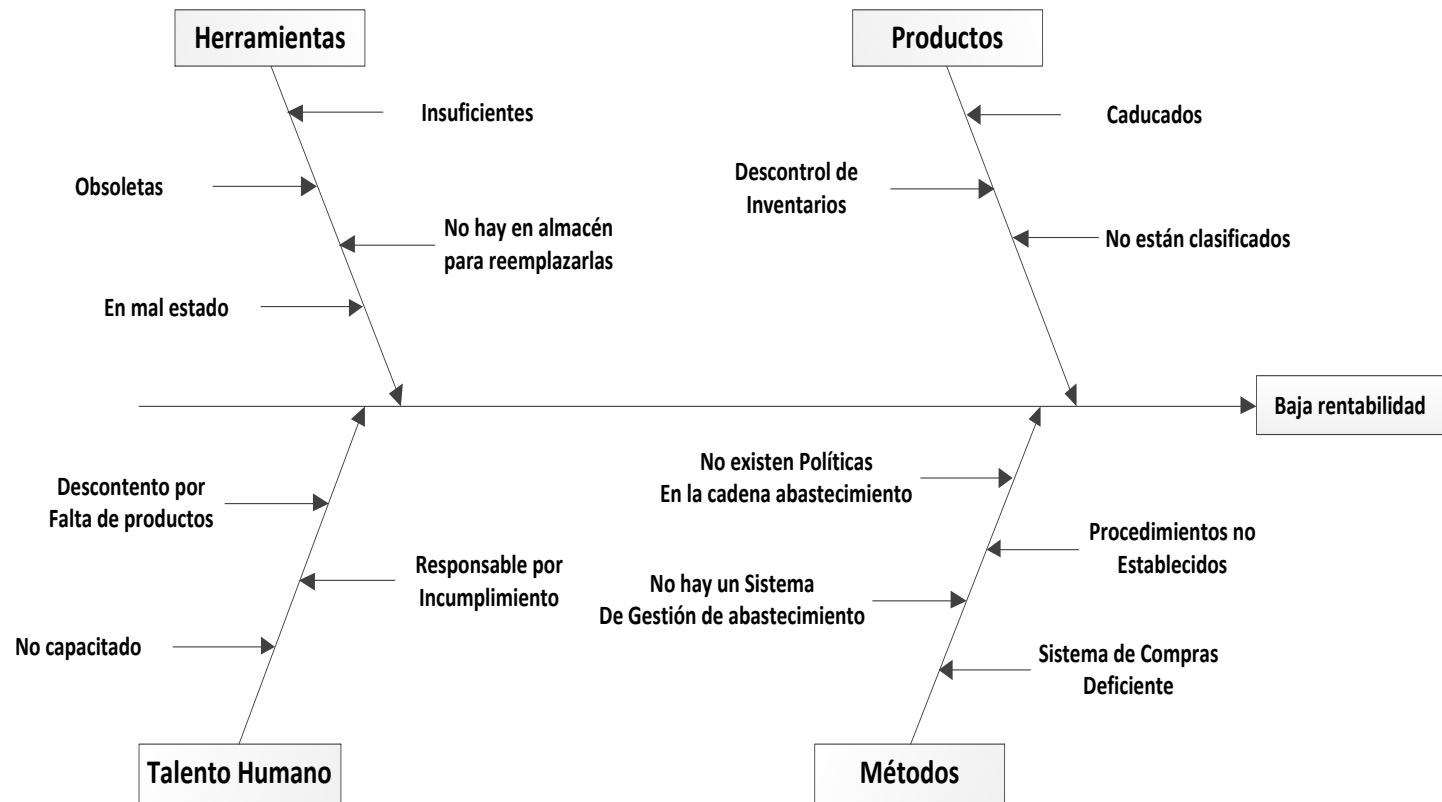 Herramientas
Productos
Insuficientes
Caducados
Obsoletas
Descontrol de
Inventarios
No hay en almacén
para reemplazarlas
No están clasificados
En mal estado
Baja rentabilidad
No existen Políticas
En la cadena abastecimiento
Descontento por
Falta de productos
Procedimientos no
Establecidos
Responsable por
Incumplimiento
No hay un Sistema
De Gestión de abastecimiento
No capacitado
Sistema de Compras
Deficiente
Talento Humano
Métodos